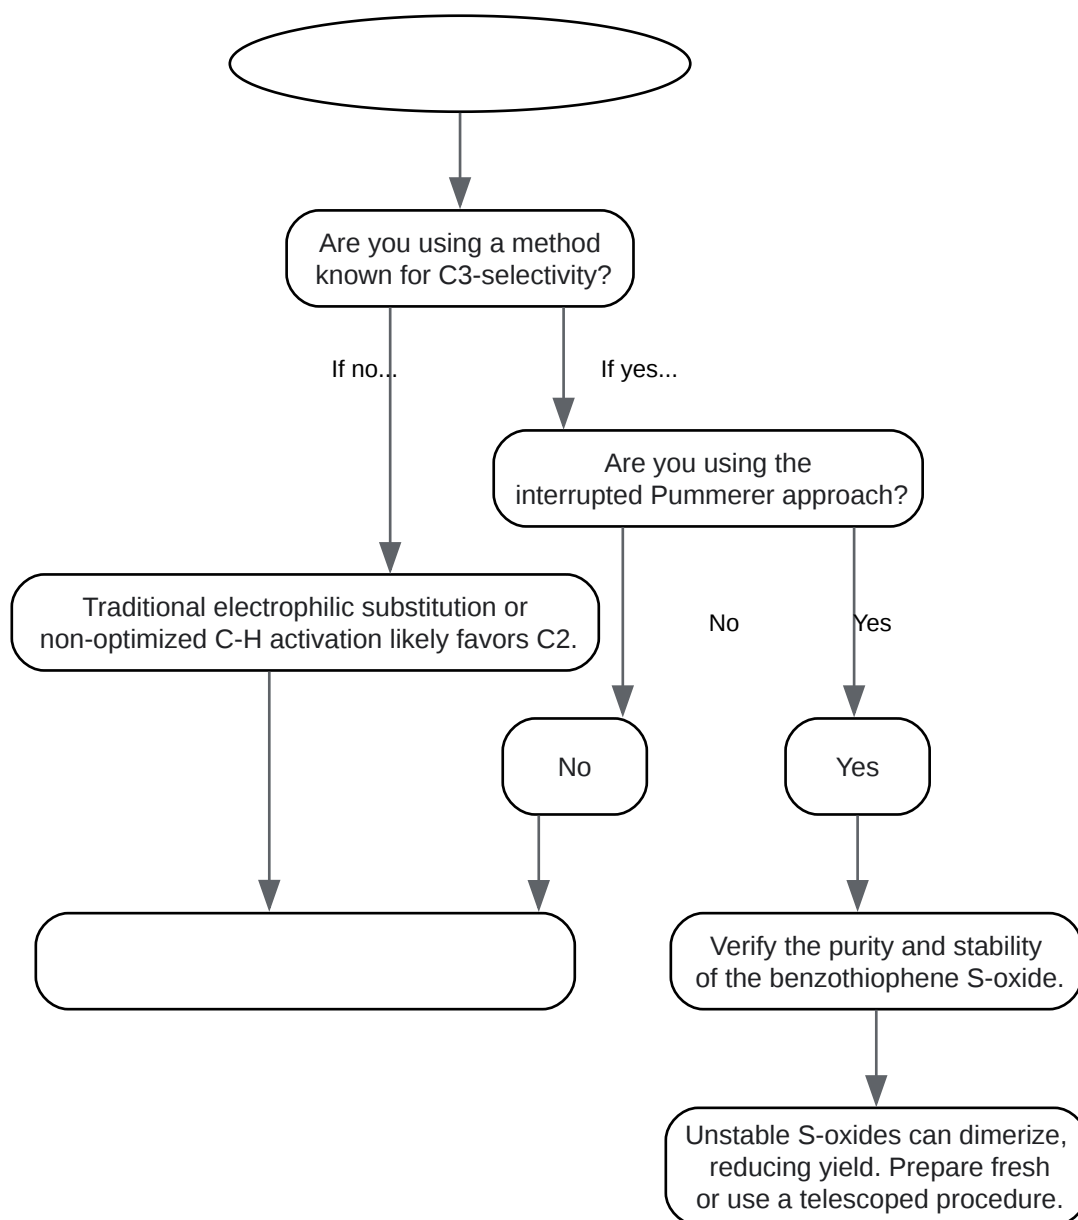 Are you using a method
known for C3-selectivity?
If no...
If yes...
Are you using the
interrupted Pummerer approach?
Traditional electrophilic substitution or
non-optimized C-H activation likely favors C2.
No
Yes
No
Yes
Verify the purity and stability
of the benzothiophene S-oxide.
Unstable S-oxides can dimerize,
reducing yield. Prepare fresh
or use a telescoped procedure.